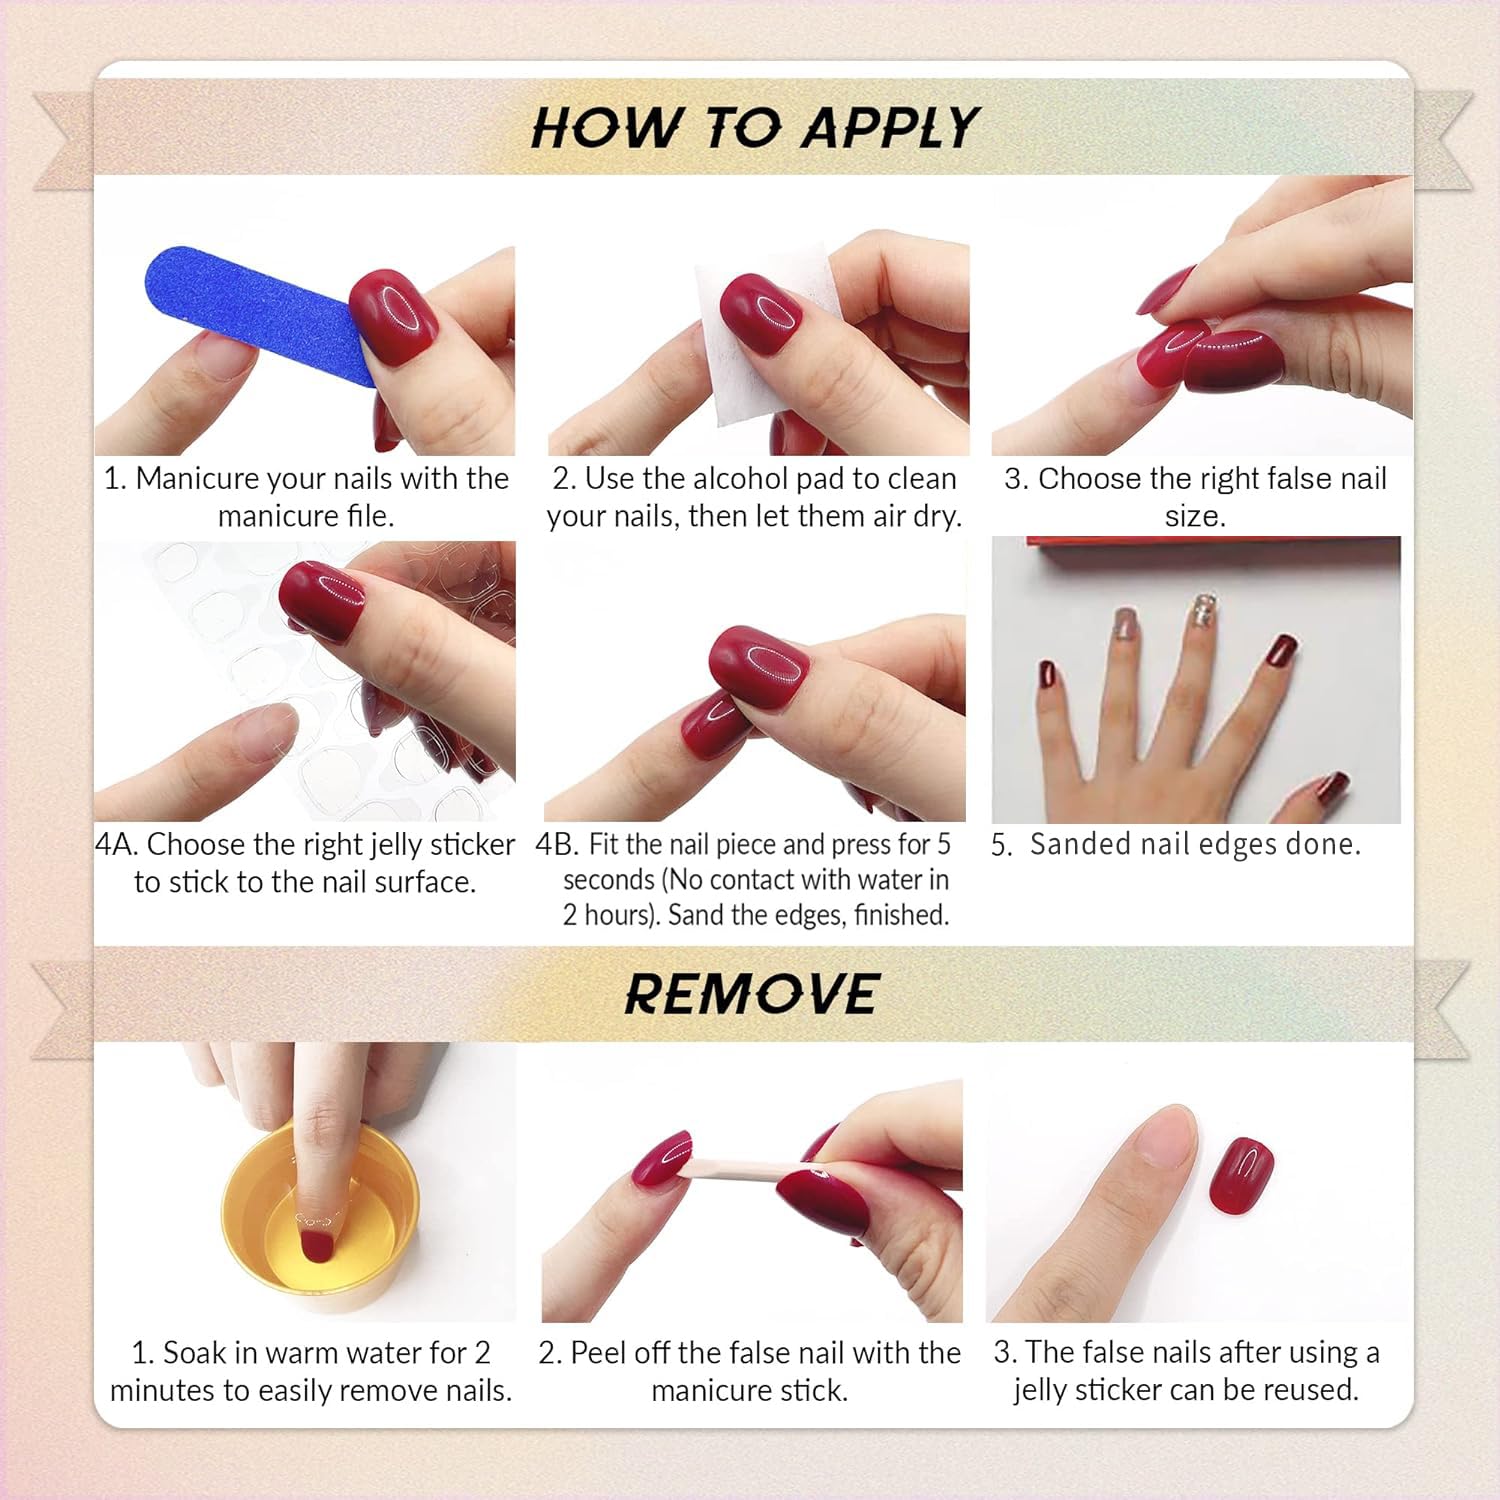 HOW TO APPLY
1. Manicure your nails with the
manicure file.
2. Use the alcohol pad to clean
your nails, then let them air dry.
3. Choose the right false nail
size.
4A. Choose the right jelly sticker
to stick to the nail surface.
4B. Fit the nail piece and press for 5
seconds (No contact with water in
2 hours). Sand the edges, finished.
5. Sanded nail edges done.
REMOVE
1. Soak in warm water for 2
minutes to easily remove nails.
2. Peel off the false nail with the
manicure stick.
3. The false nails after using a
jelly sticker can be reused.